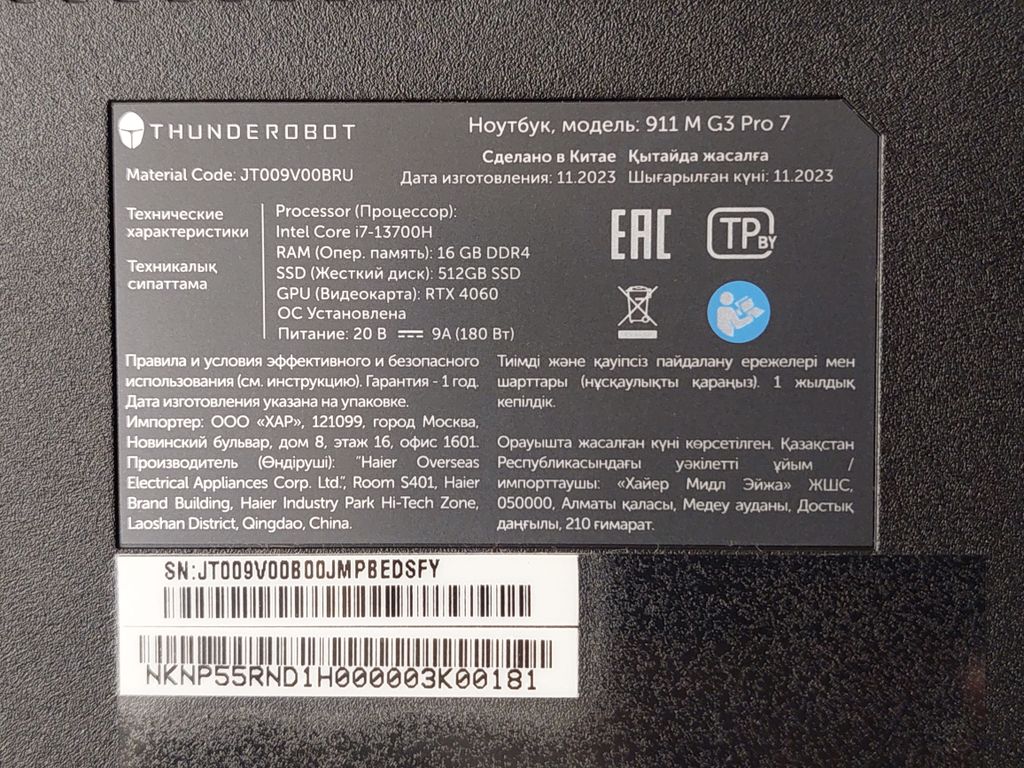 THUNDEROBOT
Ноутбук, модель: 911 M G3 Pro 7
Сделано в Китае Қытайда жасалға
Material Code: JT009V00BRU
Дата изготовления: 11.2023 Шығарылған күні: 11.2023
Технические
характеристики
Техникалық
сипаттама
Processor (Процессор):
Intel Core i7-13700H
RAM (Опер. память): 16 GB DDR4
SSD (Жесткий диск): 512GB SSD
GPU (Видеокарта): RTX 4060
ОС Установлена
Питание: 20 В 9А (180 Вт)
EAC
TP BY
Правила и условия эффективного и безопасного
использования (см. инструкцию). Гарантия - 1 год.
Дата изготовления указана на упаковке.
Импортер: ООО «ХАР», 121099, город Москва,
Новинский бульвар, дом 8, этаж 16, офис 1601.
Производитель (Өндіруші): "Haier Overseas
Electrical Appliances Corp. Ltd.", Room S401, Haier
Brand Building, Haier Industry Park Hi-Tech Zone,
Laoshan District, Qingdao, China.
Тиімді және қауіпсіз пайдалану ережелері мен
шарттары (нұсқаулықты қараңыз). 1 жылдық
кепілдік.
Орауышта жасалған күні көрсетілген. Қазақстан
Республикасындағы уәкілетті ұйым /
импорттаушы: «Хайер Мидл Эйжа» ЖШС,
050000, Алматы қаласы, Медеу ауданы, Достық
даңғылы, 210 ғимарат.
SN:JT009V00B00JMPBEDSFY
NKNP55RND1H000003K00181